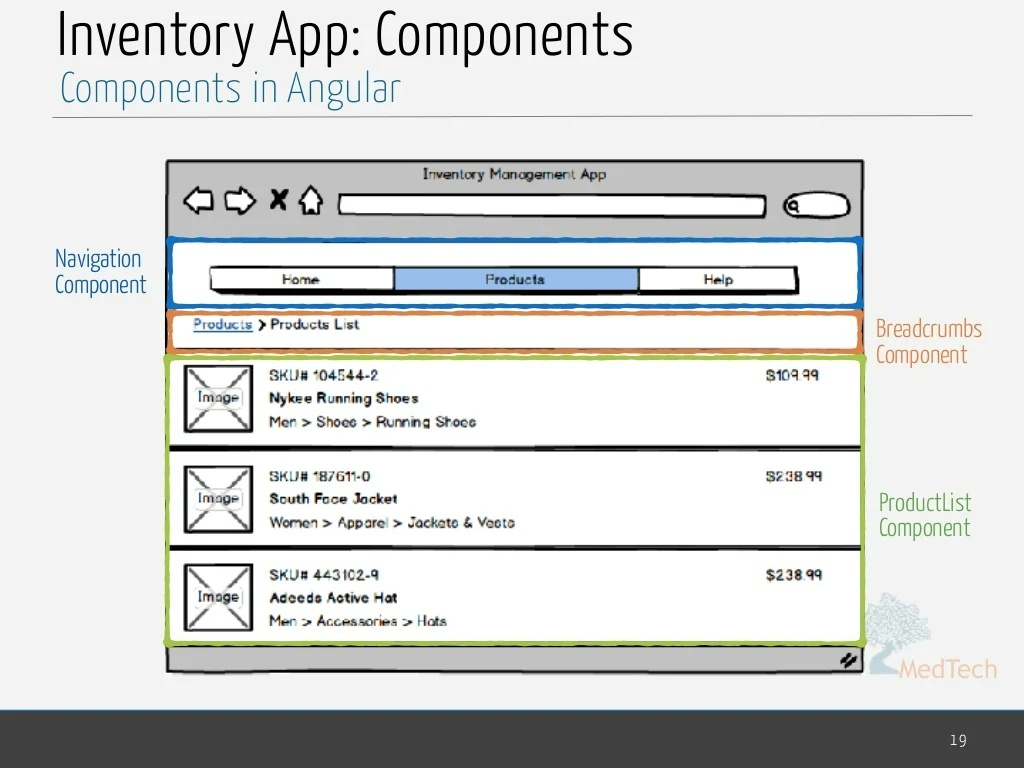 Inventory App: Components
Components in Angular
Inventory Management App
Navigation
Component
Home
Products
Help
Products > Products List
Breadcrumbs
Component
Image
SKU# 104544-2
$109.99
Nykee Running Shoes
Men > Shoes > Running Shoes
Image
SKU# 187611-0
$238.99
South Face Jacket
Women > Apparel > Jackets & Vests
ProductList
Component
Image
SKU# 443102-9
$238.99
Adeeds Active Hat
Men > Accessories > Hats
MedTech
19